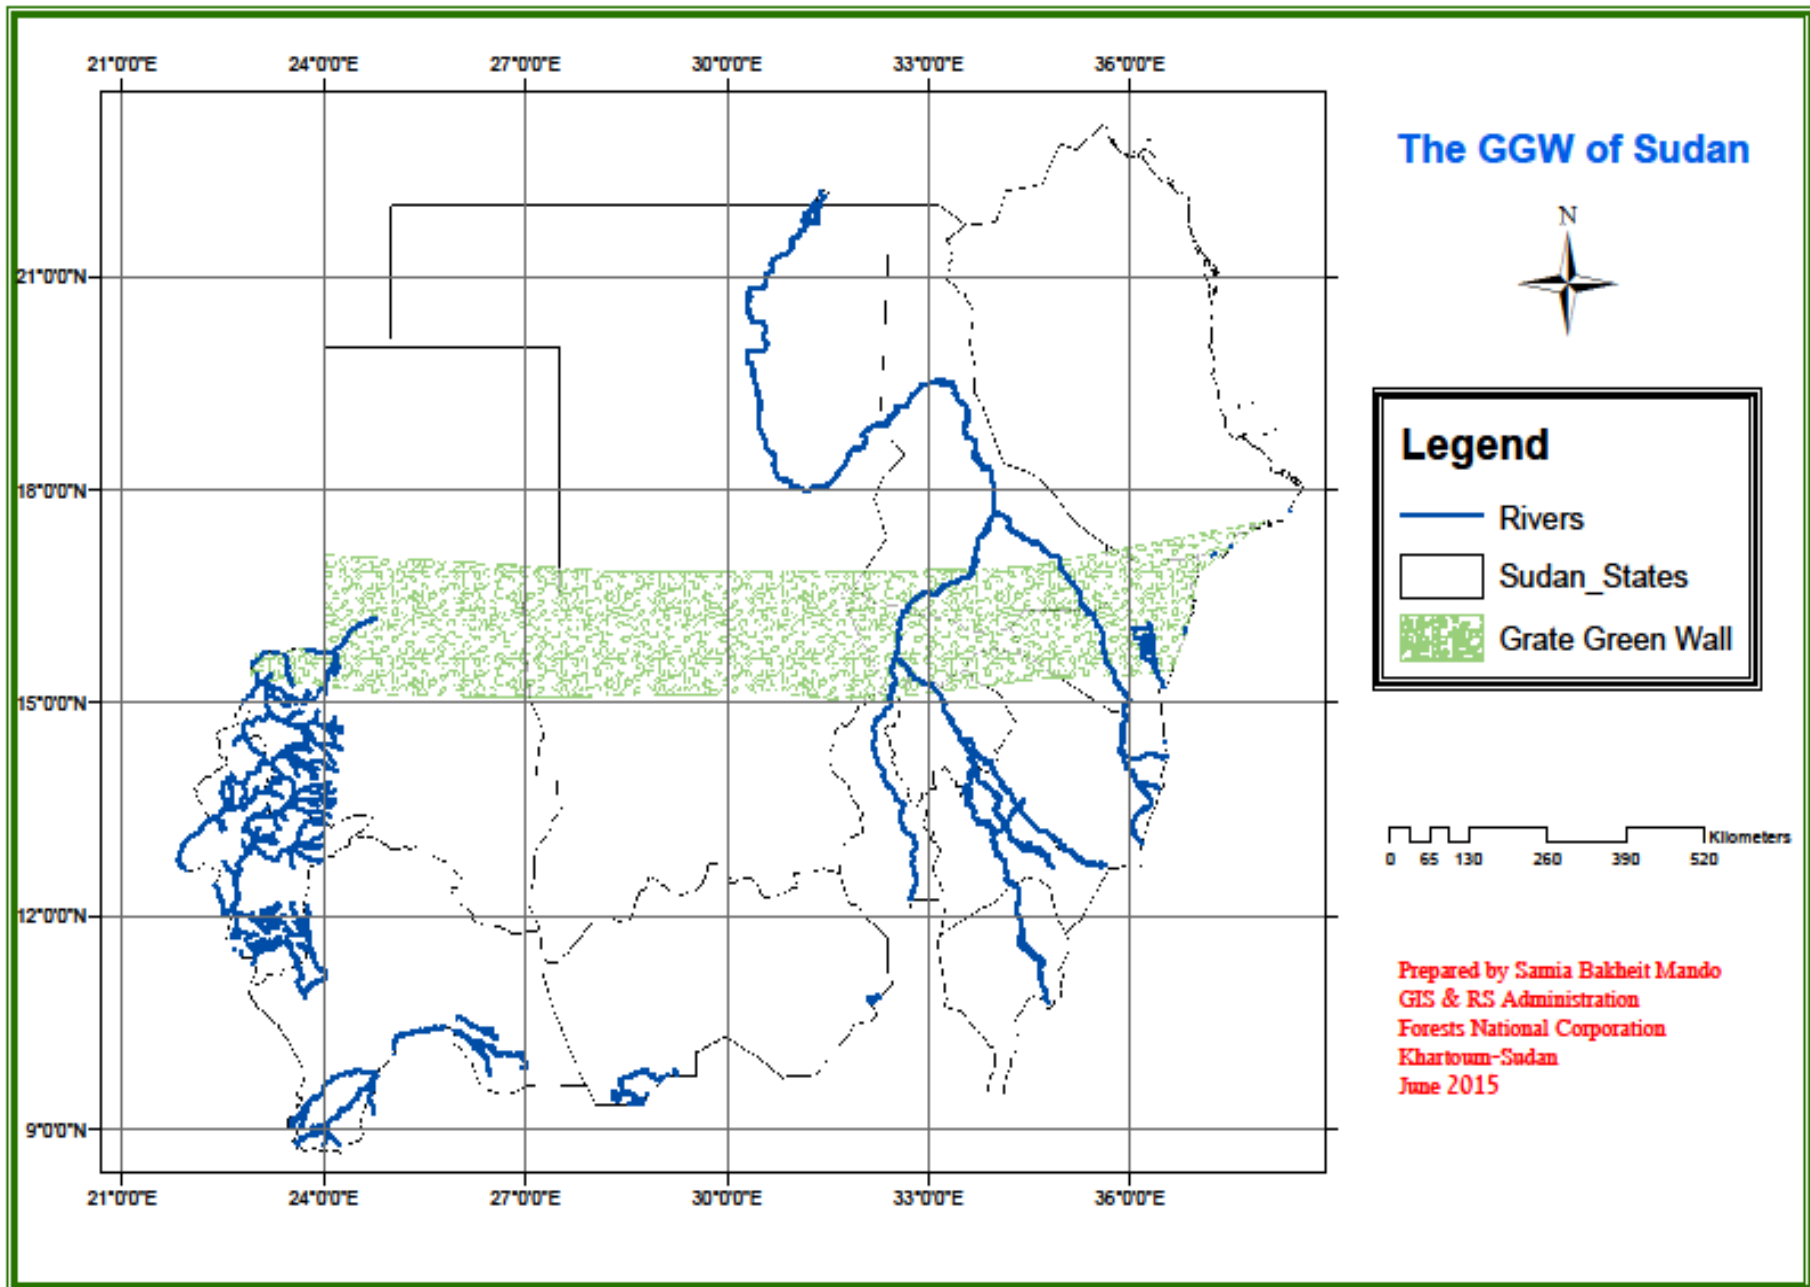 21°0'0"E 24°0'0"E 27°0'0"E 30°0'0"E 33°0'0"E 36°0'0"E
The GGW of Sudan
N
21°0'0"N
18°0'0"N
15°0'0"N
12°0'0"N
9°0'0"N
Legend
Rivers
Sudan_States
Grate Green Wall
Kilometers
0 65 130 260 390 520
Prepared by Samia Bakheit Mando
GIS & RS Administration
Forests National Corporation
Khartoum-Sudan
June 2015
21°0'0"E 24°0'0"E 27°0'0"E 30°0'0"E 33°0'0"E 36°0'0"E